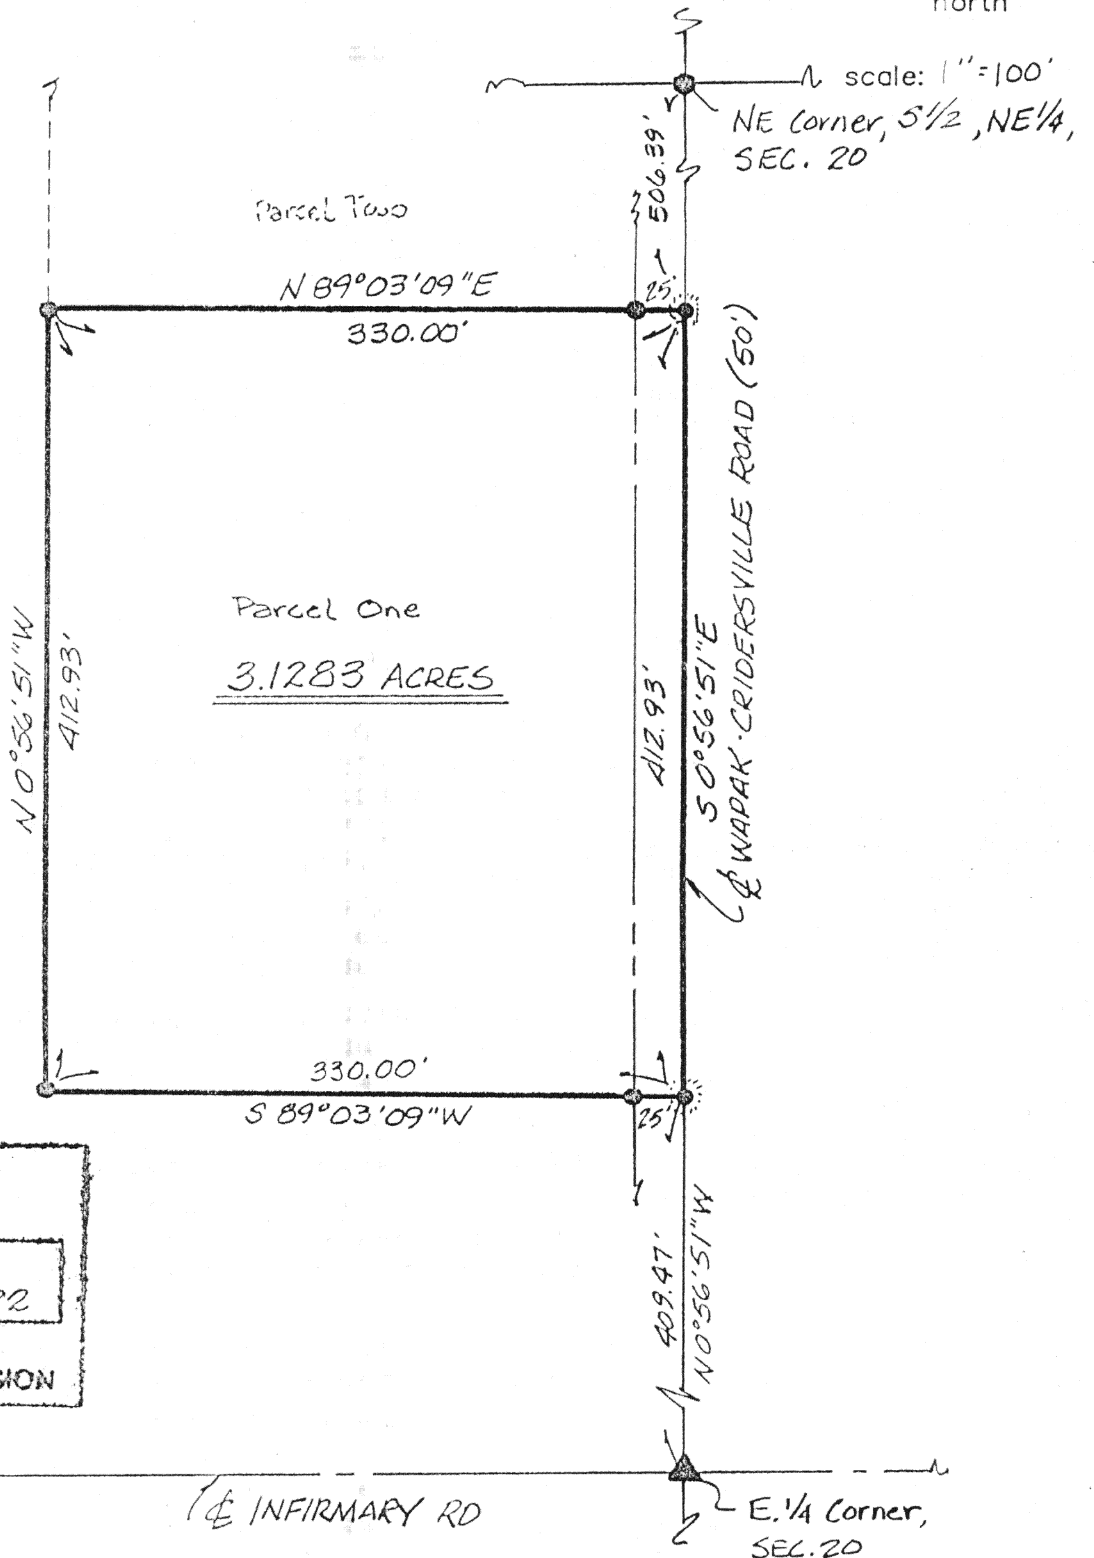 north
scale: 1"=100'
NE Corner, S1/2, NE1/4,
SEC. 20
506.39'
Parcel Two
N 89°03'09"E
25'
330.00'
WAPAK-CRIDERSVILLE ROAD (50')
S 0°56'51"E
412.93'
Parcel One
3.1283 ACRES
N 0°56'51"W
412.93'
330.00'
S 89°03'09"W
25'
409.47'
N 0°56'51"W
℄ INFIRMARY RD
E. 1/4 Corner,
SEC. 20